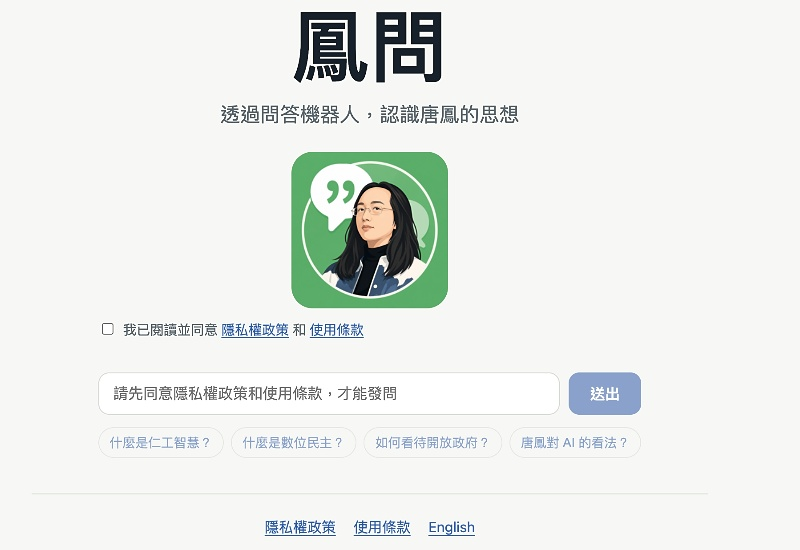 鳳問
透過問答機器人，認識唐鳳的思想
我已閱讀並同意 隱私權政策 和 使用條款
請先同意隱私權政策和使用條款，才能發問
送出
什麼是仁工智慧？ 什麼是數位民主？ 如何看待開放政府？ 唐鳳對 AI 的看法？
隱私權政策 使用條款 English